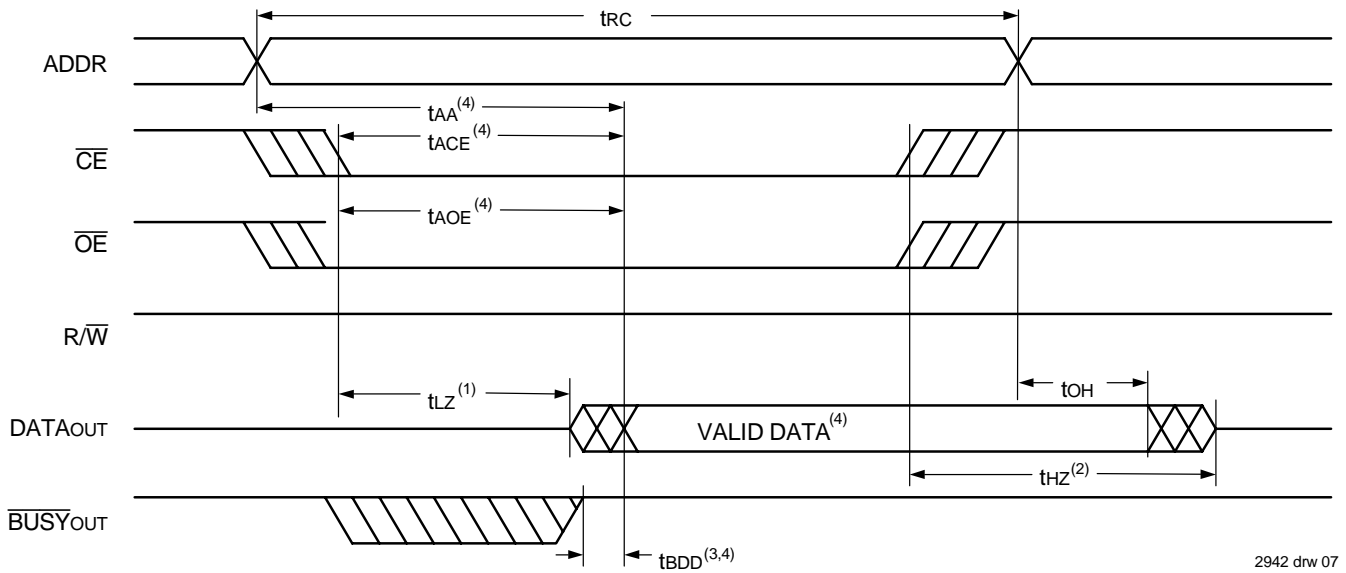 tRC
ADDR
tAA(4)
CE
tACE(4)
OE
tAOE(4)
R/W
tLZ(1)
tOH
DATAOUT
VALID DATA(4)
tHZ(2)
BUSYOUT
tBDD(3,4)
2942 drw 07